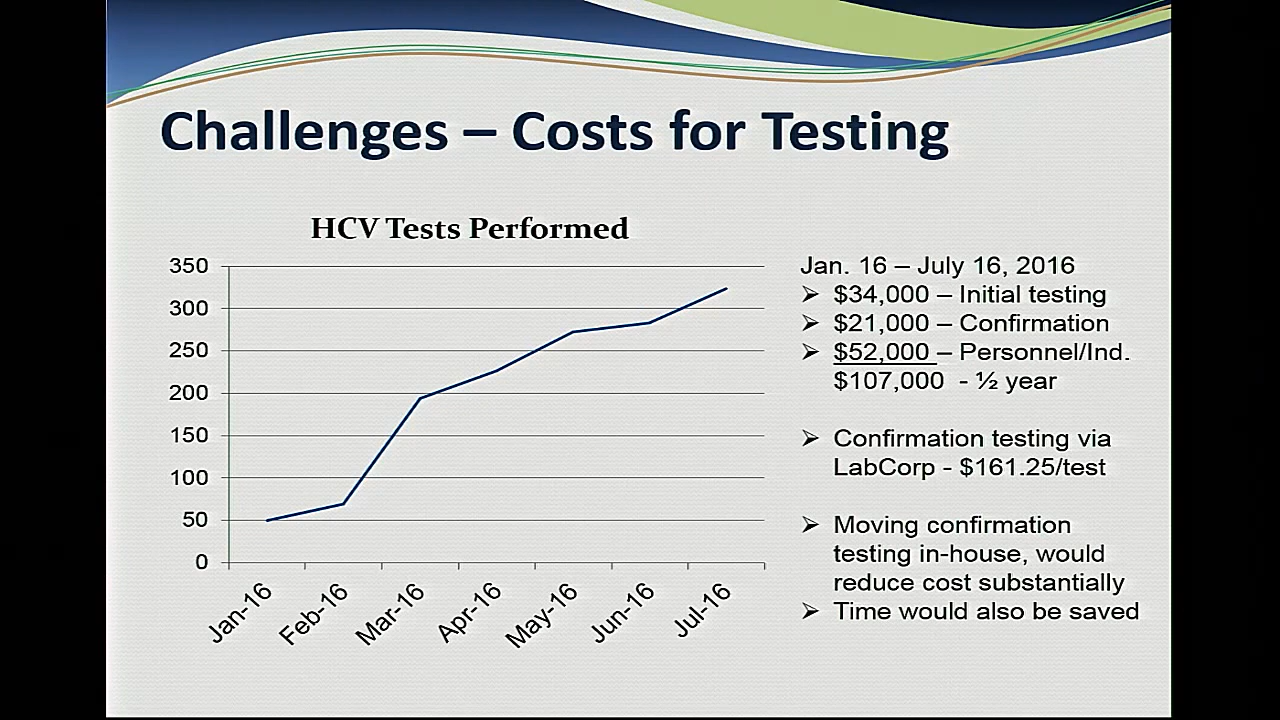 Challenges – Costs for Testing
HCV Tests Performed
350
300
250
200
150
100
50
0
Jan-16
Feb-16
Mar-16
Apr-16
May-16
Jun-16
Jul-16
Jan. 16 – July 16, 2016
➢ $34,000 – Initial testing
➢ $21,000 – Confirmation
➢ $52,000 – Personnel/Ind.
$107,000 - ½ year
➢ Confirmation testing via
LabCorp - $161.25/test
➢ Moving confirmation
testing in-house, would
reduce cost substantially
➢ Time would also be saved